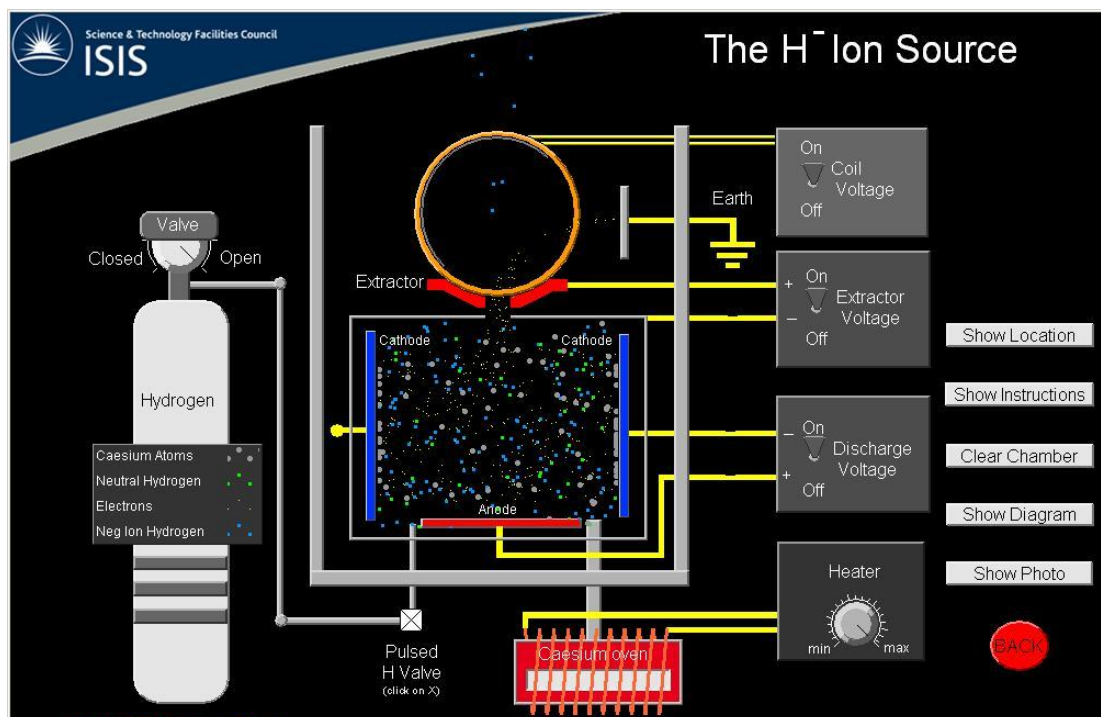 Science & Technology Facilities Council
ISIS
The H⁻ Ion Source
Valve
Closed
Open
Hydrogen
Caesium Atoms
Neutral Hydrogen
Electrons
Neg Ion Hydrogen
Extractor
Earth
Cathode
Cathode
Anode
Pulsed
H Valve
(click on X)
Caesium oven
On
Coil
Voltage
Off
+ On
Extractor
– Voltage
Off
– On
Discharge
+ Voltage
Off
Heater
min
max
Show Location
Show Instructions
Clear Chamber
Show Diagram
Show Photo
BACK